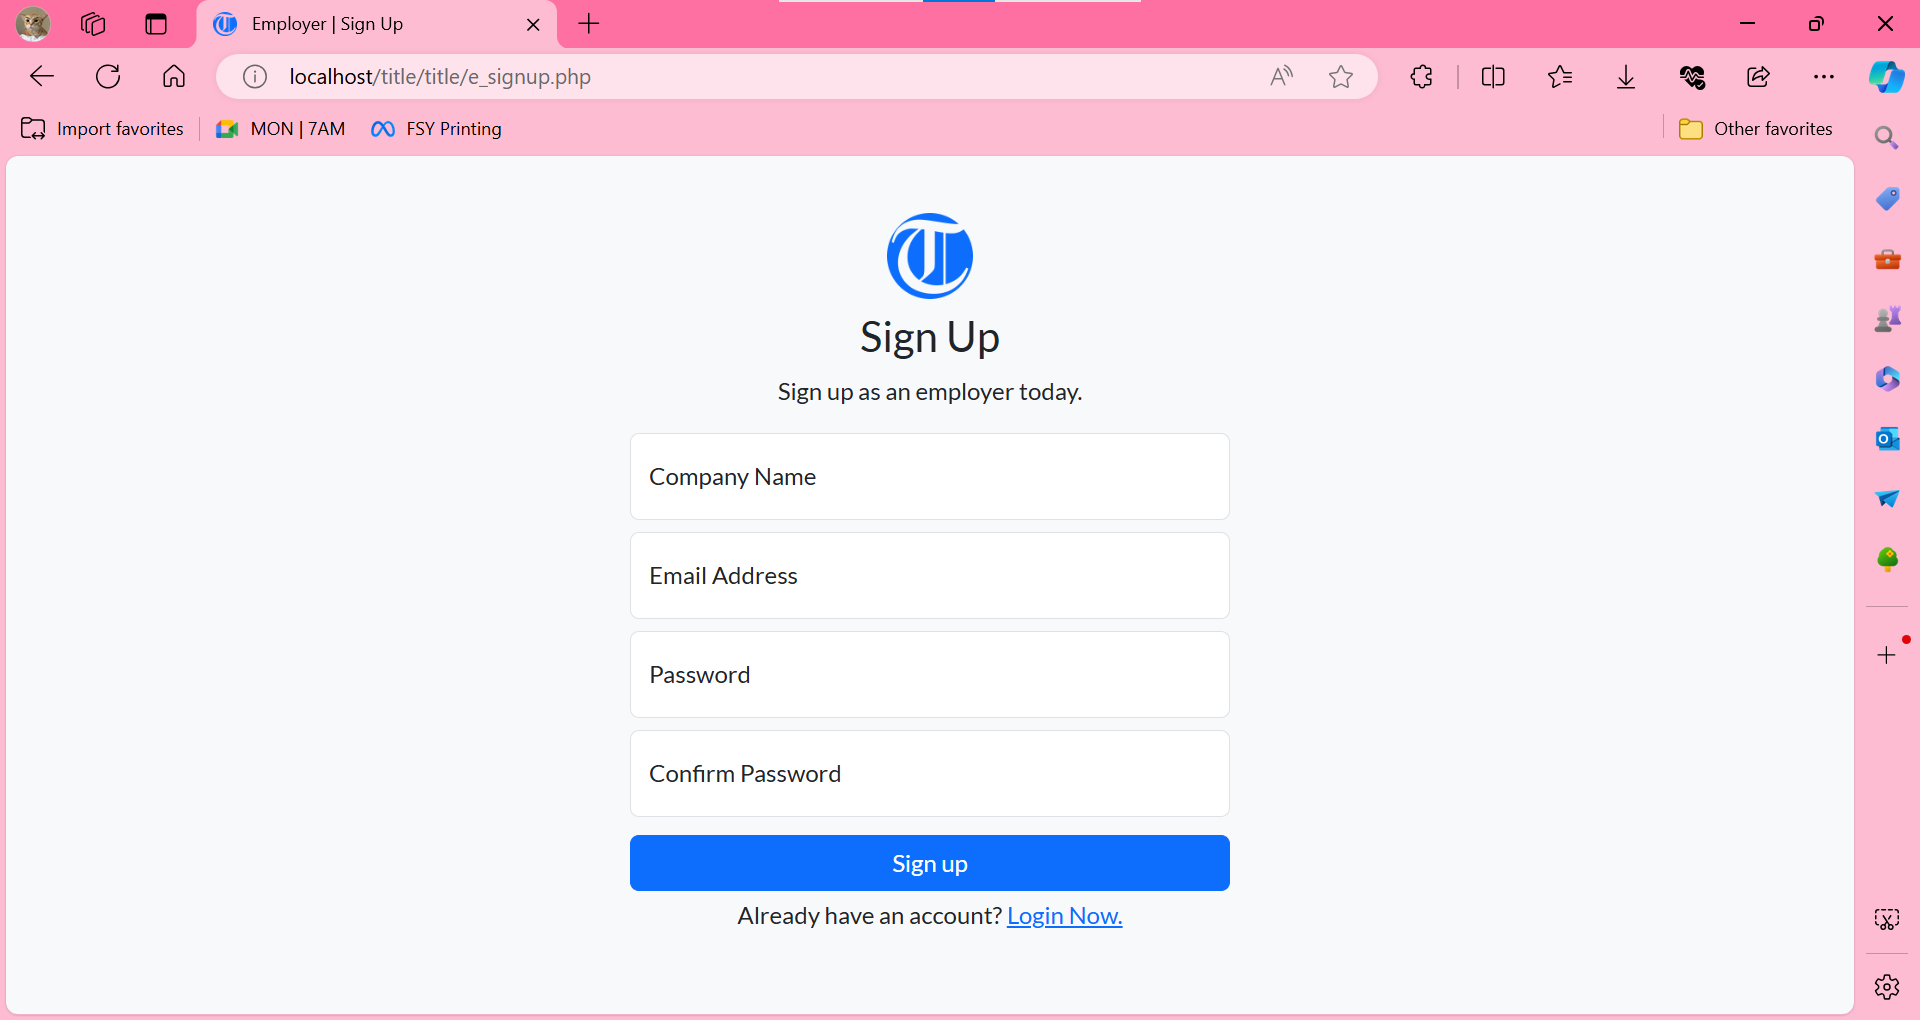 Employer | Sign Up
localhost/title/title/e_signup.php
Import favorites
MON | 7AM
FSY Printing
Other favorites
Sign Up
Sign up as an employer today.
Company Name
Email Address
Password
Confirm Password
Sign up
Already have an account? Login Now.